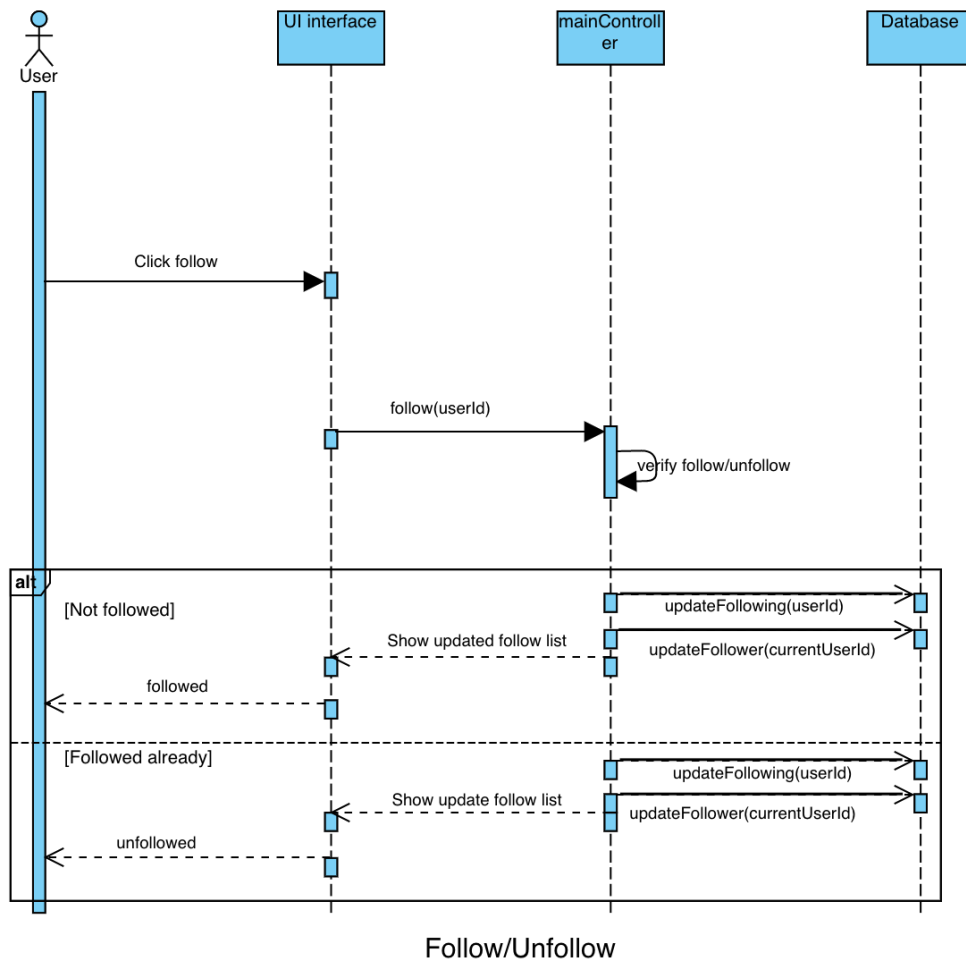 User
UI interface
mainControll
er
Database
Click follow
follow(userId)
verify follow/unfollow
alt
[Not followed]
updateFollowing(userId)
Show updated follow list
updateFollower(currentUserId)
followed
[Followed already]
updateFollowing(userId)
Show update follow list
updateFollower(currentUserId)
unfollowed
Follow/Unfollow